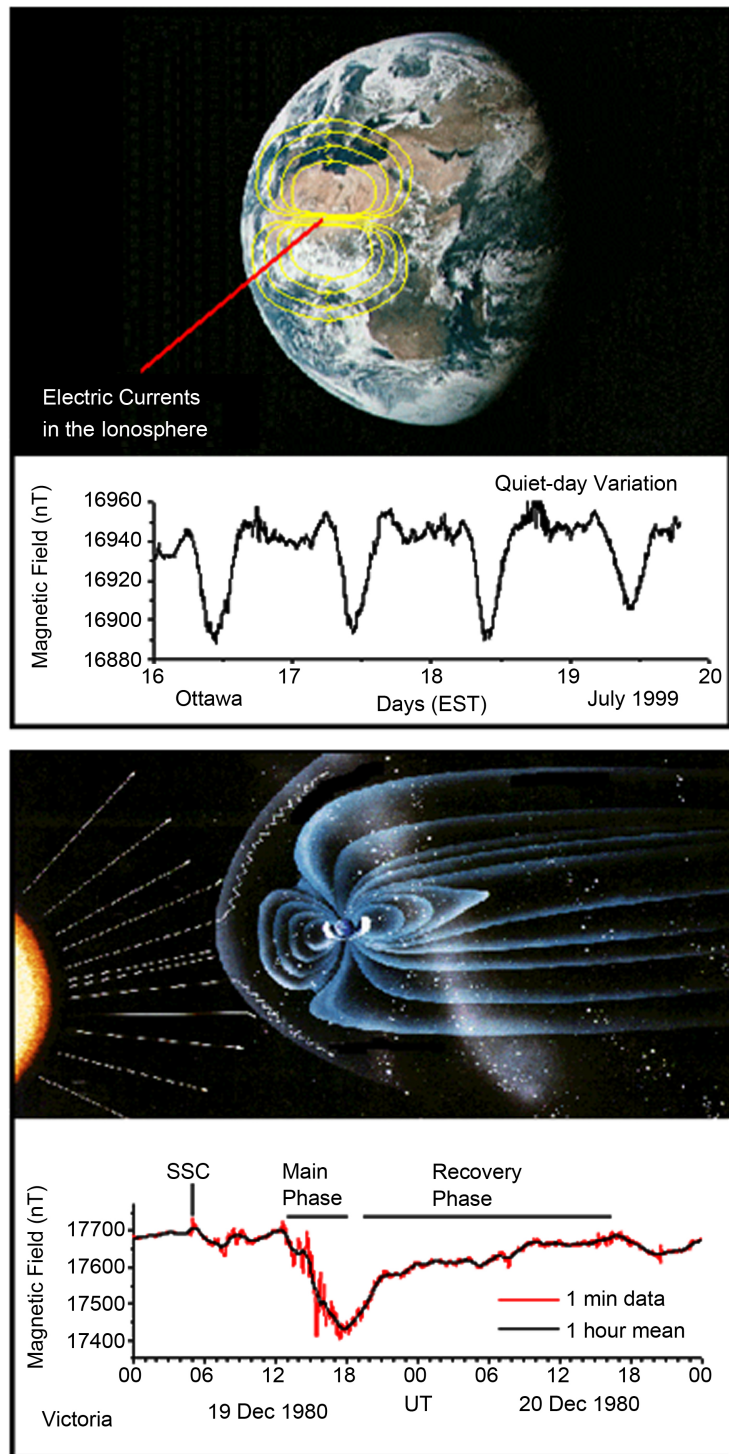 Electric Currents
in the Ionosphere
Quiet-day Variation
Magnetic Field (nT)
16960
16940
16920
16900
16880
16 17 18 19 20
Ottawa Days (EST) July 1999
SSC Main Phase Recovery Phase
Magnetic Field (nT)
17700
17600
17500
17400
1 min data
1 hour mean
00 06 12 18 00 06 12 18 00
Victoria 19 Dec 1980 UT 20 Dec 1980